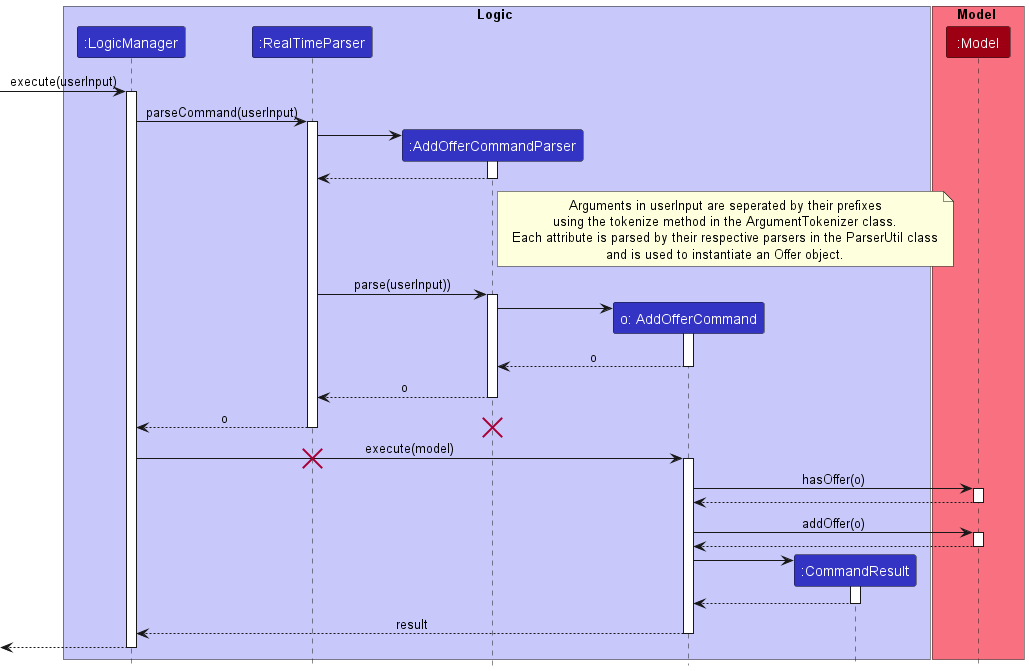 Logic
Model
:LogicManager
:RealTimeParser
:Model
execute(userInput)
parseCommand(userInput)
:AddOfferCommandParser
Arguments in userInput are seperated by their prefixes
using the tokenize method in the ArgumentTokenizer class.
Each attribute is parsed by their respective parsers in the ParserUtil class
and is used to instantiate an Offer object.
parse(userInput))
o: AddOfferCommand
o
o
o
execute(model)
hasOffer(o)
addOffer(o)
:CommandResult
result